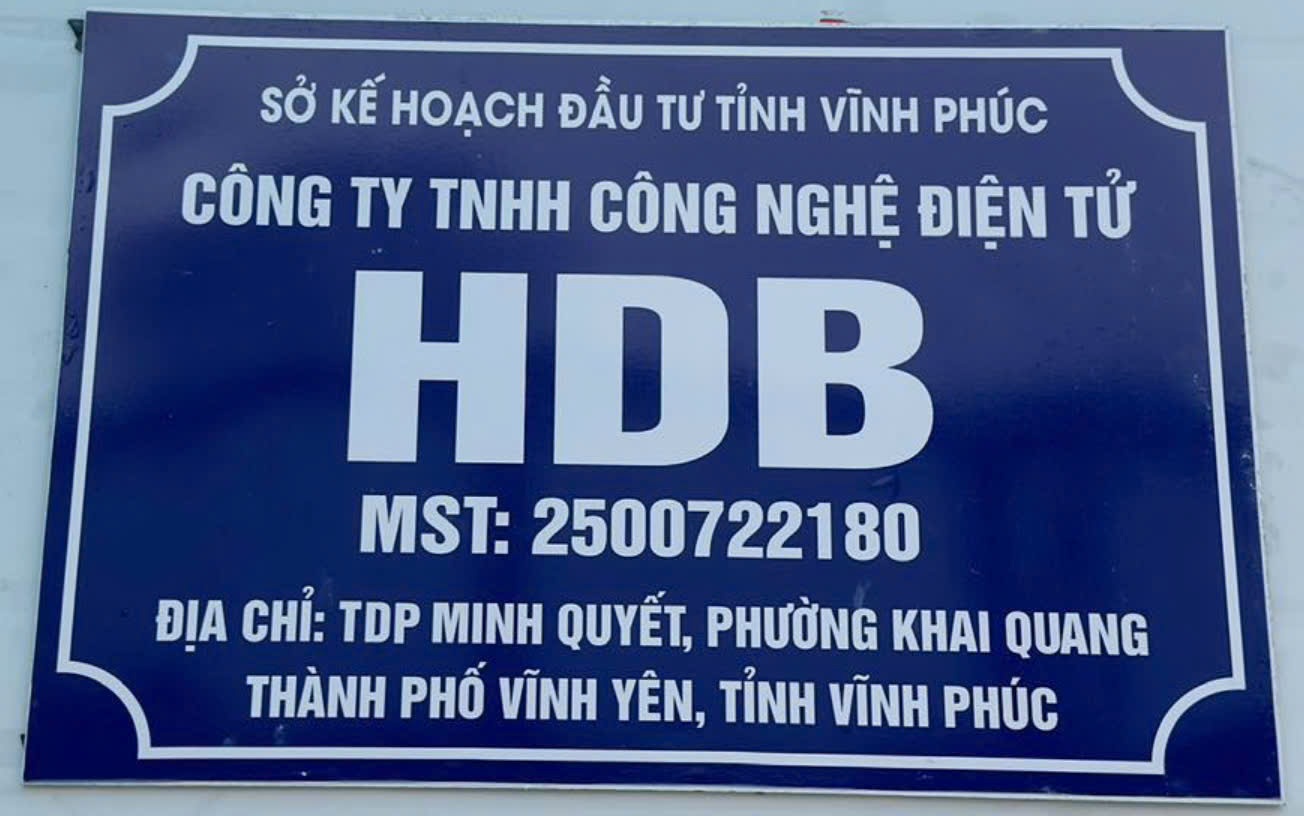 SỞ KẾ HOẠCH ĐẦU TƯ TỈNH VĨNH PHÚC
CÔNG TY TNHH CÔNG NGHỆ ĐIỆN TỬ
HDB
MST: 2500722180
ĐỊA CHỈ: TDP MINH QUYẾT, PHƯỜNG KHAI QUANG
THÀNH PHỐ VĨNH YÊN, TỈNH VĨNH PHÚC